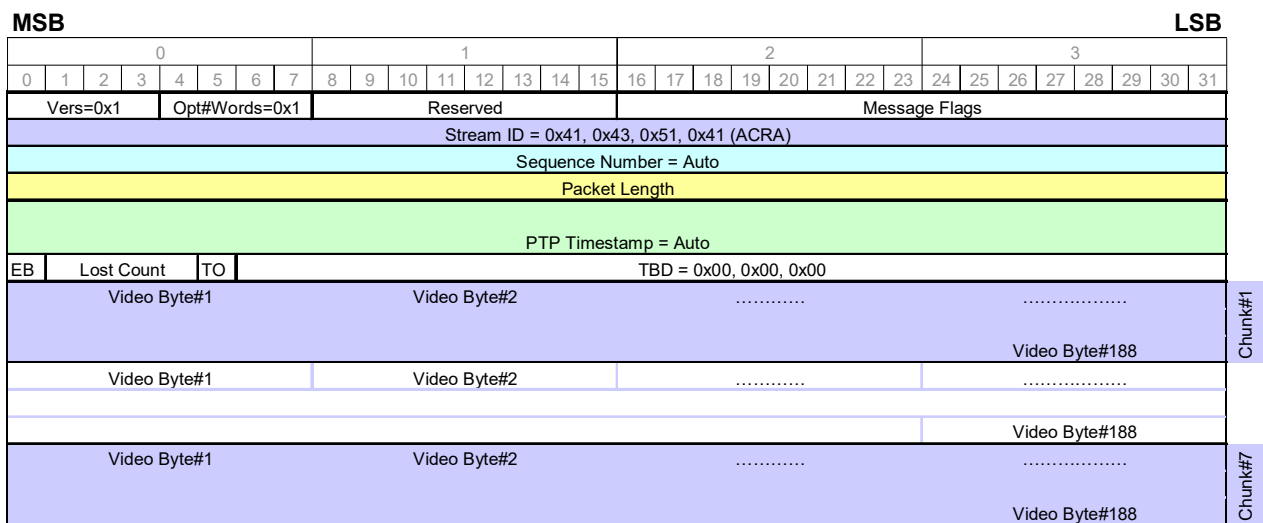 MSB LSB
0 1 2 3
0 1 2 3 4 5 6 7 8 9 10 11 12 13 14 15 16 17 18 19 20 21 22 23 24 25 26 27 28 29 30 31
Vers=0x1 Opt#Words=0x1 Reserved Message Flags
Stream ID = 0x41, 0x43, 0x51, 0x41 (ACRA)
Sequence Number = Auto
Packet Length
PTP Timestamp = Auto
EB Lost Count TO TBD = 0x00, 0x00, 0x00
Video Byte#1 Video Byte#2 ………… ………………
Video Byte#188
Chunk#1
Video Byte#1 Video Byte#2 ………… ………………
Video Byte#188
Video Byte#1 Video Byte#2 ………… ………………
Video Byte#188
Chunk#7